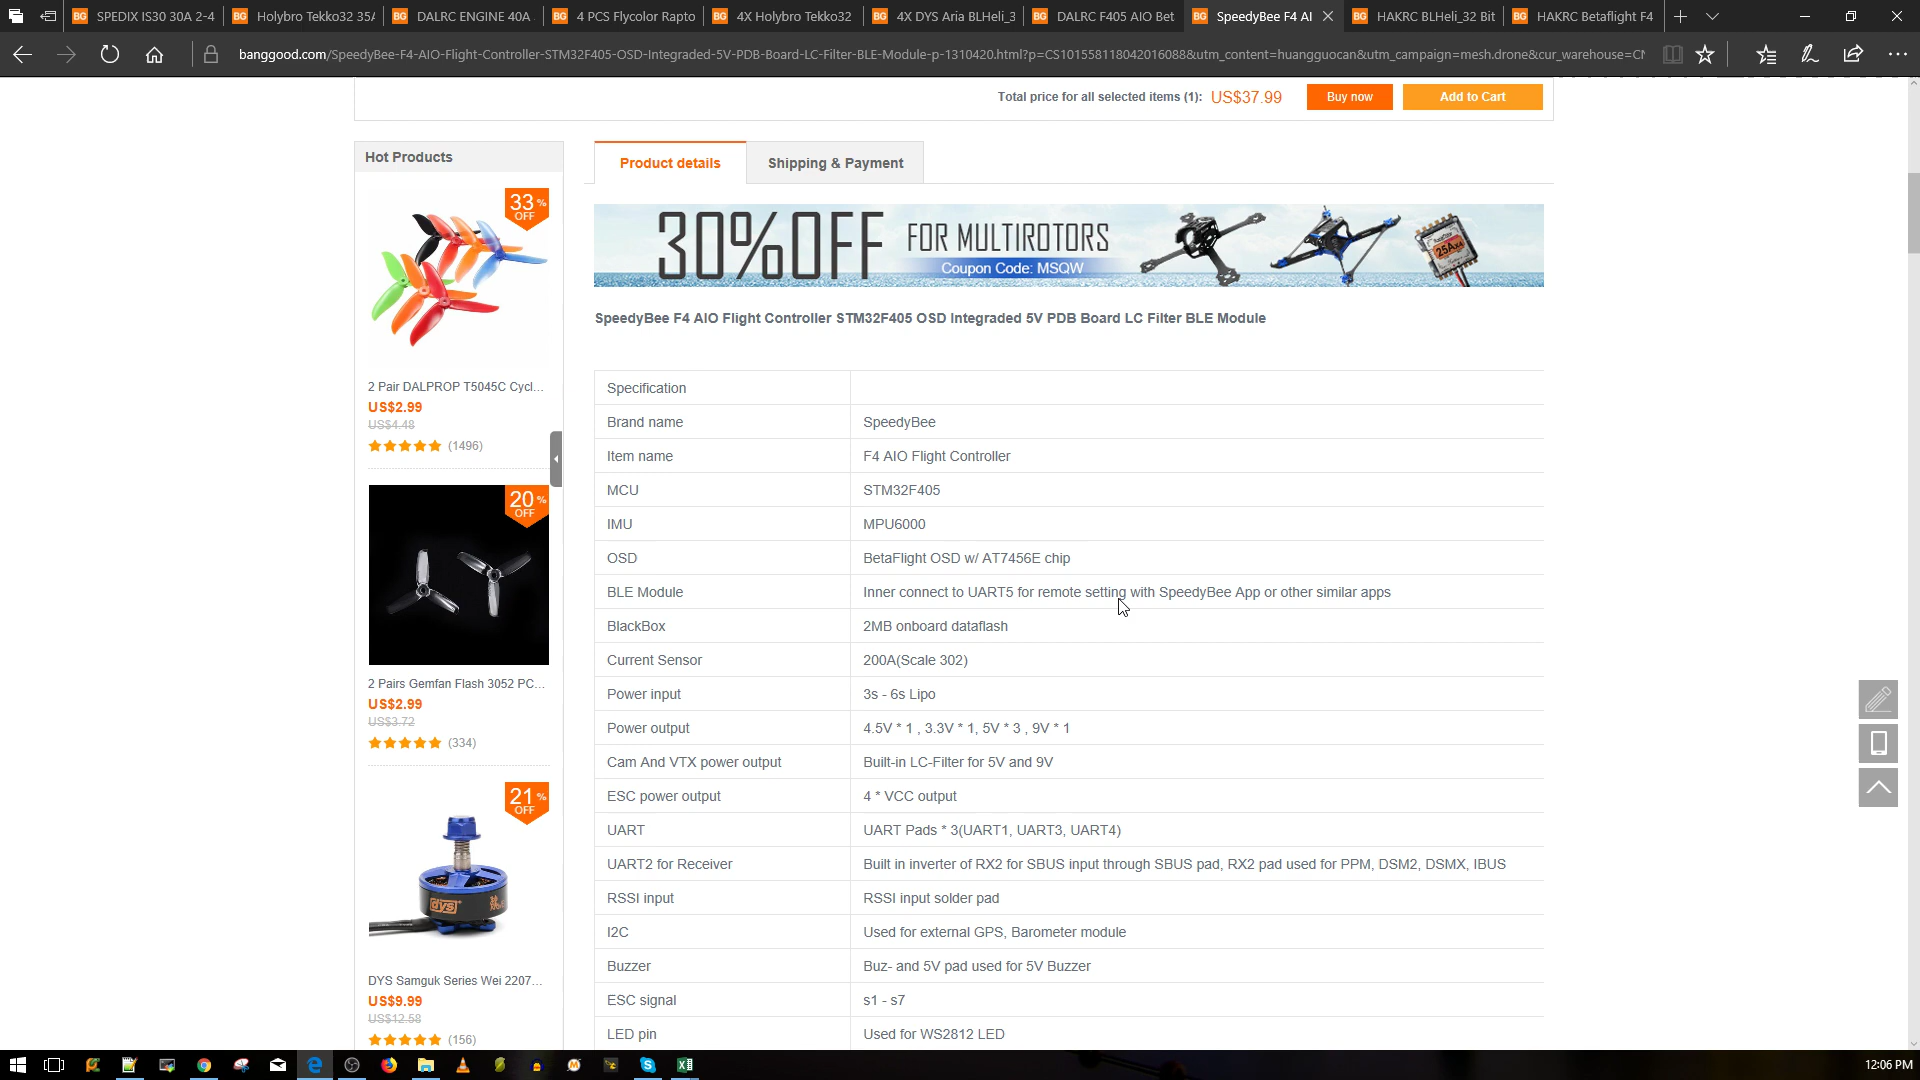 SPEDIX IS30 30A 2-4
Holybro Tekko32 35A
DALRC ENGINE 40A
4 PCS Flycolor Rapto
4X Holybro Tekko32
4X DYS Aria BLHeli_3
DALRC F405 AIO Bet
SpeedyBee F4 AI
HAKRC BLHeli_32 Bit
HAKRC Betaflight F4
banggood.com/SpeedyBee-F4-AIO-Flight-Controller-STM32F405-OSD-Integrated-5V-PDB-Board-LC-Filter-BLE-Module-p-1310420.html?p=CS101558118042016088&utm_content=huangguocan&utm_campaign=mesh.drone&cur_warehouse=CN
Total price for all selected items (1): US$37.99
Buy now
Add to Cart
Hot Products
33% OFF
2 Pair DALPROP T5045C Cycl...
US$2.99
US$4.48
(1496)
20% OFF
2 Pairs Gemfan Flash 3052 PC...
US$2.99
US$3.72
(334)
21% OFF
dys
DYS Samguk Series Wei 2207...
US$9.99
US$12.58
(156)
Product details
Shipping & Payment
30%OFF FOR MULTIROTORS
Coupon Code: MSQW
25Ax4
SpeedyBee F4 AIO Flight Controller STM32F405 OSD Integrated 5V PDB Board LC Filter BLE Module
Specification
Brand name SpeedyBee
Item name F4 AIO Flight Controller
MCU STM32F405
IMU MPU6000
OSD BetaFlight OSD w/ AT7456E chip
BLE Module Inner connect to UART5 for remote setting with SpeedyBee App or other similar apps
BlackBox 2MB onboard dataflash
Current Sensor 200A(Scale 302)
Power input 3s - 6s Lipo
Power output 4.5V * 1 , 3.3V * 1, 5V * 3 , 9V * 1
Cam And VTX power output Built-in LC-Filter for 5V and 9V
ESC power output 4 * VCC output
UART UART Pads * 3(UART1, UART3, UART4)
UART2 for Receiver Built in inverter of RX2 for SBUS input through SBUS pad, RX2 pad used for PPM, DSM2, DSMX, IBUS
RSSI input RSSI input solder pad
I2C Used for external GPS, Barometer module
Buzzer Buz- and 5V pad used for 5V Buzzer
ESC signal s1 - s7
LED pin Used for WS2812 LED
12:06 PM